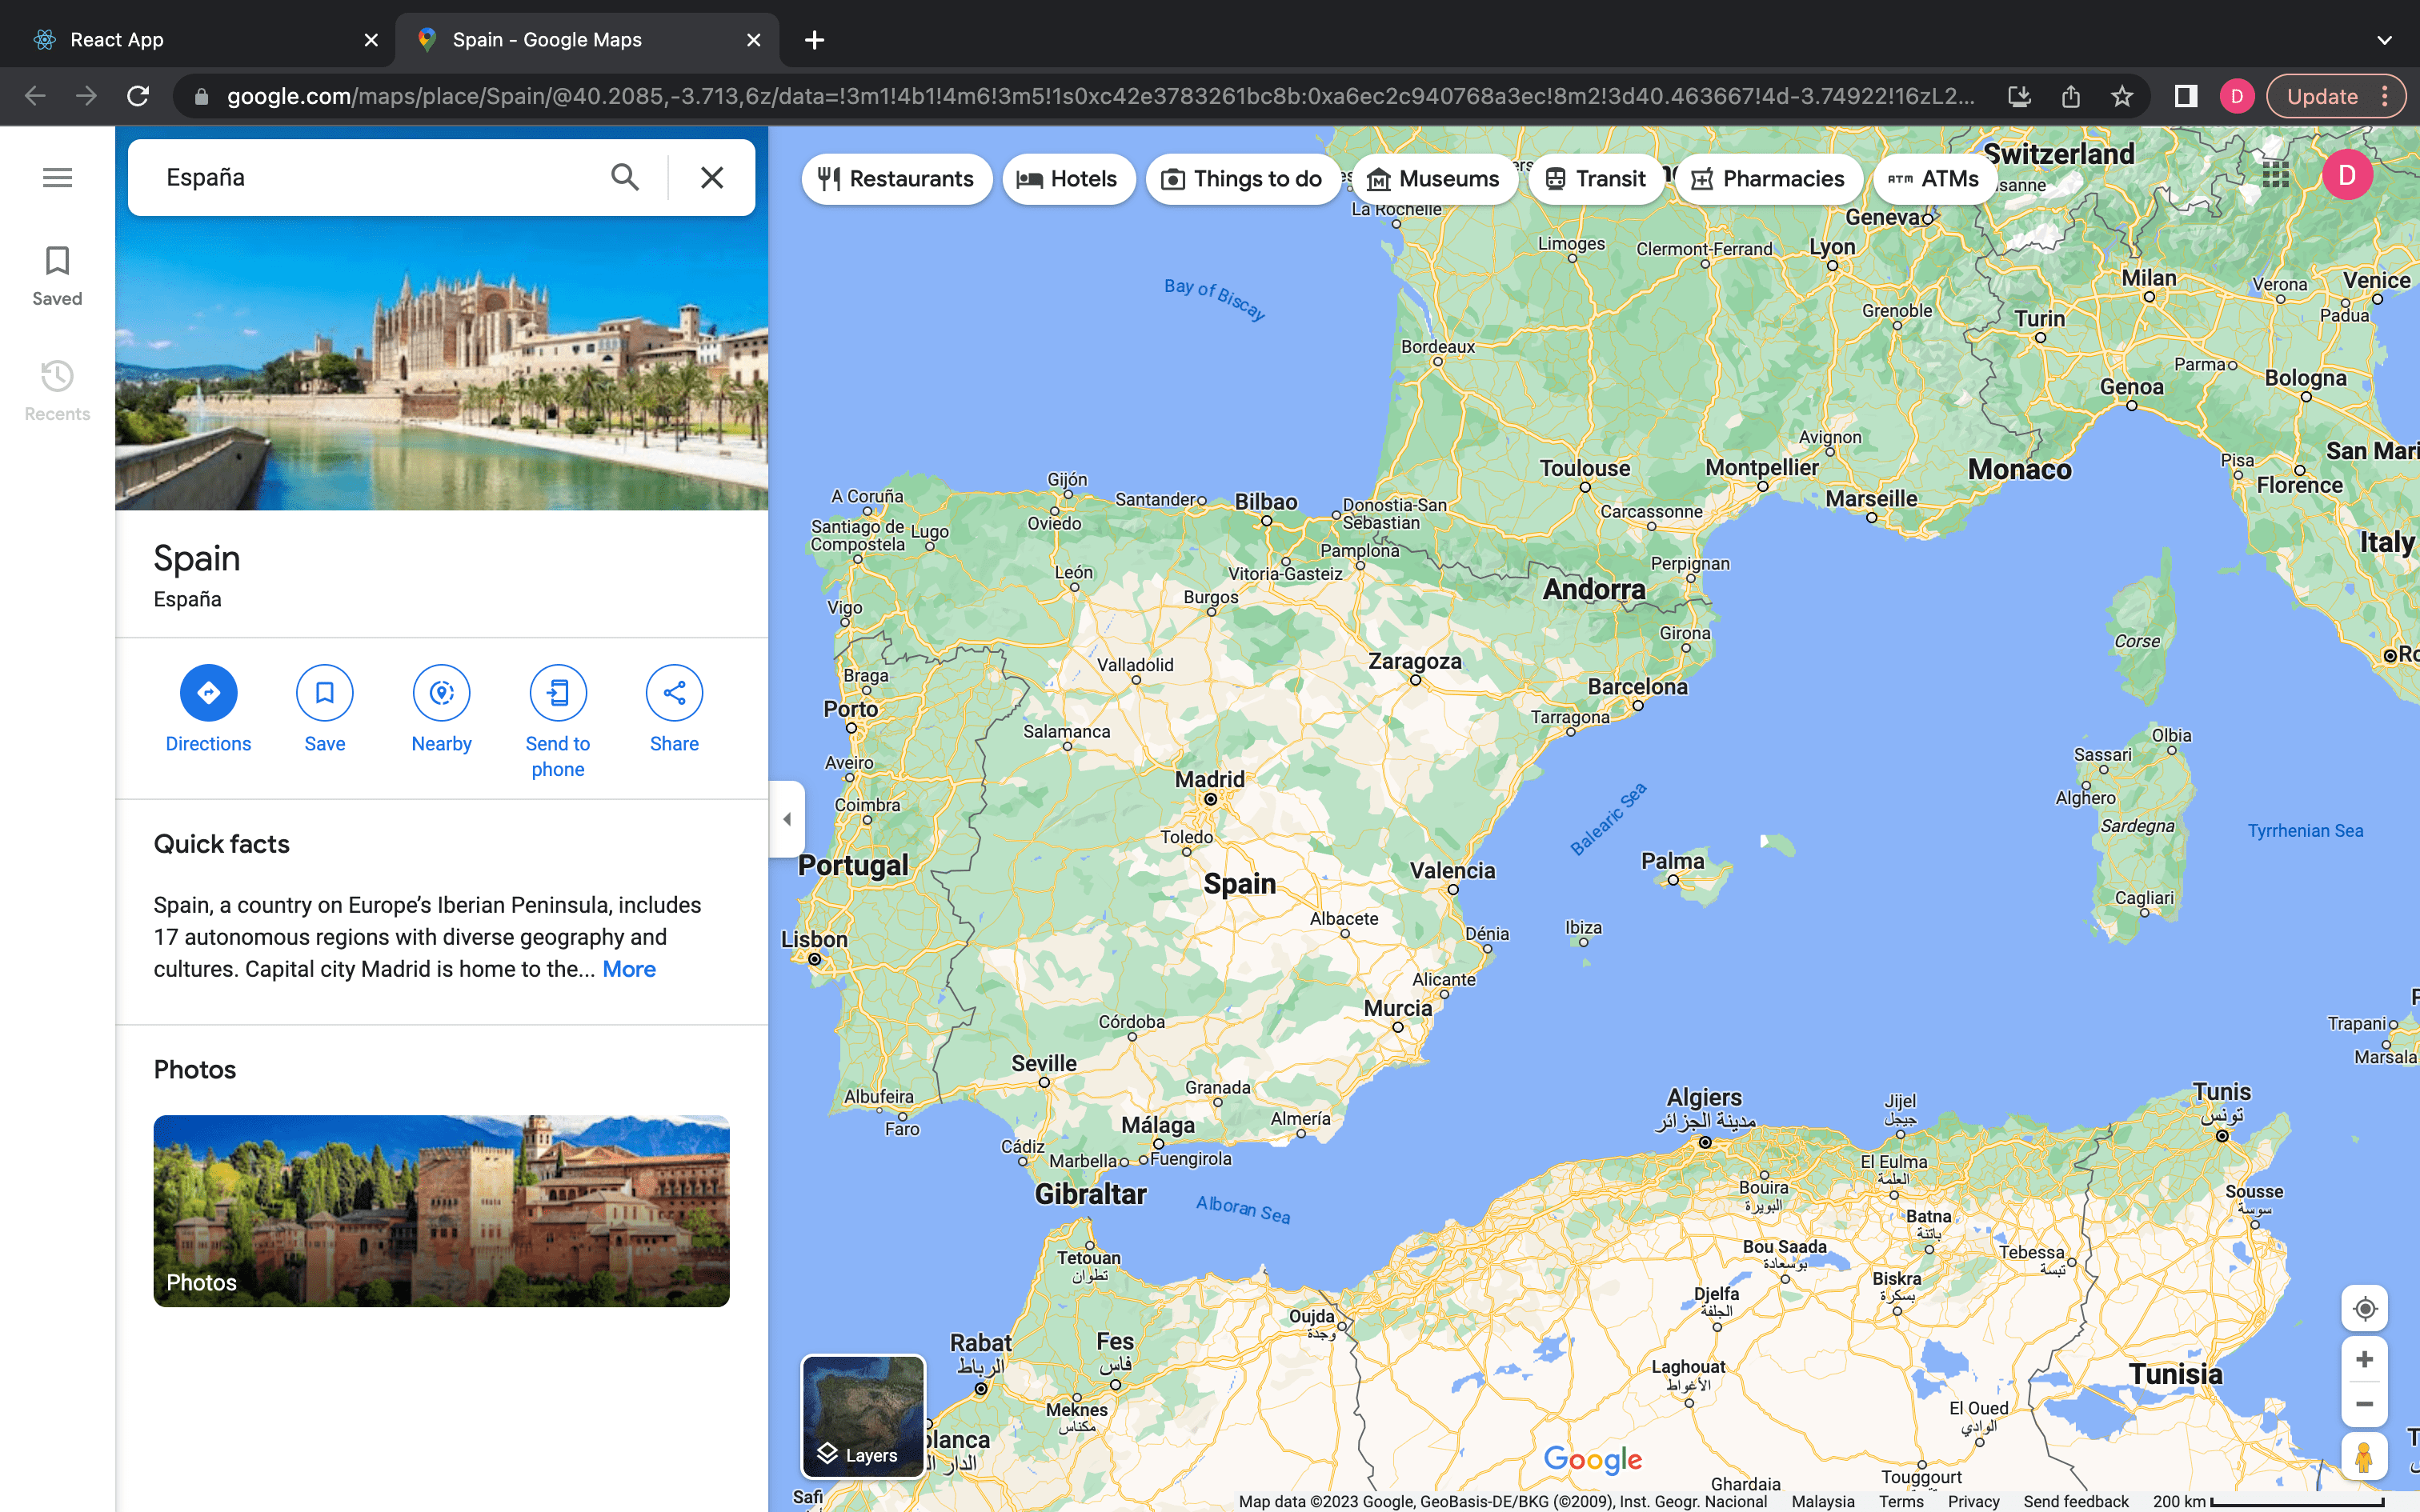 React App
Spain - Google Maps
google.com/maps/place/Spain/@40.2085,-3.713,6z/data=!3m1!4b1!4m6!3m5!1s0xc42e3783261bc8b:0xa6ec2c940768a3ec!8m2!3d40.463667!4d-3.74922!16zL2...
D
Update
España
Saved
Recents
Spain
España
Directions
Save
Nearby
Send to
phone
Share
Quick facts
Spain, a country on Europe’s Iberian Peninsula, includes
17 autonomous regions with diverse geography and
cultures. Capital city Madrid is home to the... More
Photos
Photos
Restaurants
Hotels
Things to do
Museums
Transit
Pharmacies
ATM
ATMs
D
Switzerland
La Rochelle
Geneva
Limoges
Clermont-Ferrand
Lyon
Bay of Biscay
Milan
Verona
Venice
Padua
Grenoble
Turin
Bordeaux
Parma
Bologna
Genoa
Avignon
Toulouse
Montpellier
Monaco
Pisa
San Mari
Florence
Marseille
Carcassonne
Italy
Gijón
A Coruña
Santander
Bilbao
Donostia-San
Sebastian
Santiago de
Compostela
Lugo
Oviedo
Pamplona
Perpignan
León
Vitoria-Gasteiz
Andorra
Burgos
Vigo
Girona
Corse
Ro
Valladolid
Zaragoza
Braga
Barcelona
Porto
Tarragona
Salamanca
Olbia
Sassari
Aveiro
Madrid
Alghero
Coimbra
Balearic Sea
Sardegna
Tyrrhenian Sea
Toledo
Portugal
Palma
Valencia
Spain
Cagliari
Albacete
Ibiza
Lisbon
Dénia
Alicante
Murcia
Trapani
Marsala
Córdoba
Seville
Granada
Algiers
مدينة الجزائر
Jijel
جيجل
Tunis
تونس
Albufeira
Faro
Málaga
Almería
Cádiz
Marbella
Fuengirola
El Eulma
العلمة
Gibraltar
Alboran Sea
Bouira
البويرة
Sousse
سوسة
Batna
باتنة
Tetouan
تطوان
Bou Saada
بوسعادة
Tebessa
تبسة
Biskra
بسكرة
Djelfa
الجلفة
Oujda
وجدة
Rabat
الرباط
Fes
فاس
Laghouat
الأغواط
Tunisia
Meknes
مكناس
El Oued
الوادي
blanca
الدار ال
Layers
Google
Touggourt
Ghardaia
Safi
Map data ©2023 Google, GeoBasis-DE/BKG (©2009), Inst. Geogr. Nacional
Malaysia
Terms
Privacy
Send feedback
200 km